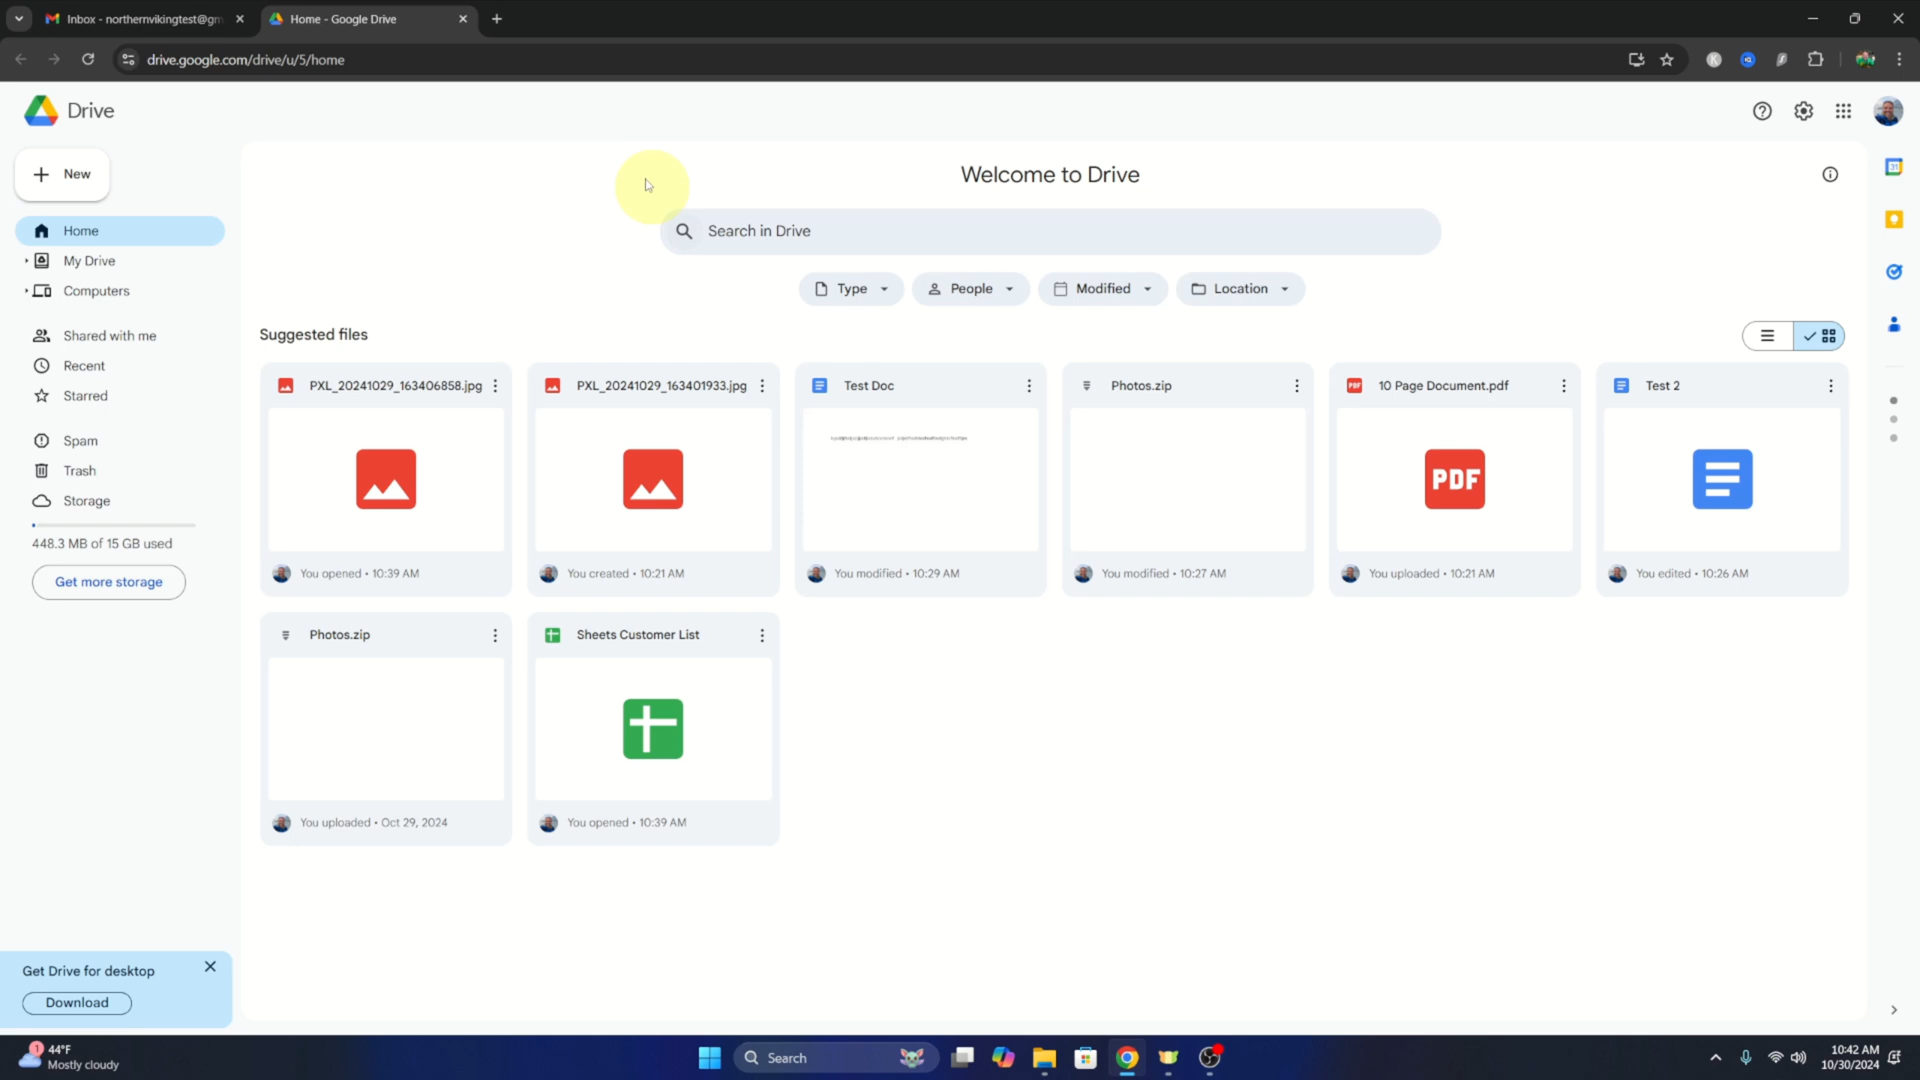 Inbox - northernvikingtest@gm
Home - Google Drive
drive.google.com/drive/u/5/home
Drive
New
Welcome to Drive
Search in Drive
Home
My Drive
Computers
Type
People
Modified
Location
Shared with me
Recent
Starred
Spam
Trash
Storage
448.3 MB of 15 GB used
Get more storage
Suggested files
PXL_20241029_163406858.jpg
PXL_20241029_163401933.jpg
Test Doc
Photos.zip
PDF
10 Page Document.pdf
Test 2
PDF
You opened • 10:39 AM
You created • 10:21 AM
You modified • 10:29 AM
You modified • 10:27 AM
You uploaded • 10:21 AM
You edited • 10:26 AM
Photos.zip
Sheets Customer List
You uploaded • Oct 29, 2024
You opened • 10:39 AM
31
Get Drive for desktop
Download
1
44°F
Mostly cloudy
Search
10:42 AM
10/30/2024